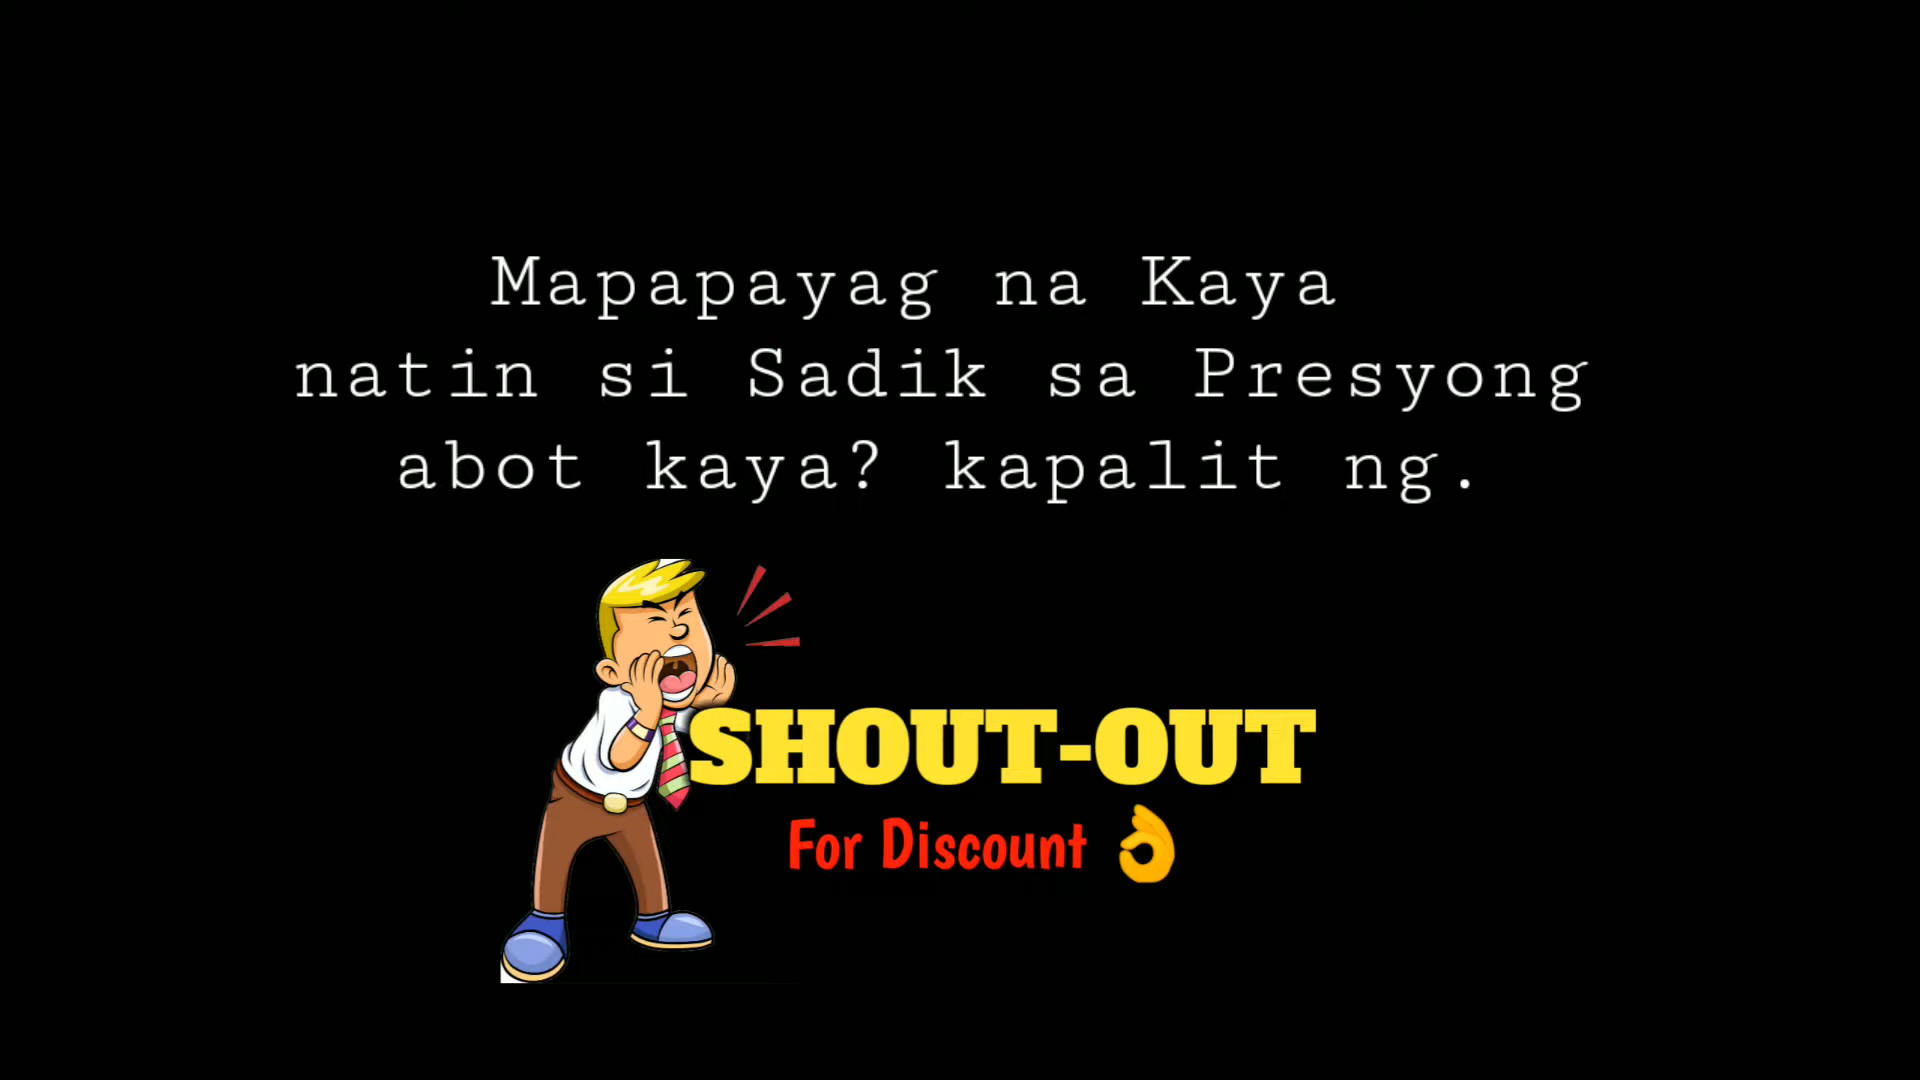 Mapapayag na Kaya
natin si Sadik sa Presyong
abot kaya? kapalit ng.
SHOUT-OUT
For Discount 👌